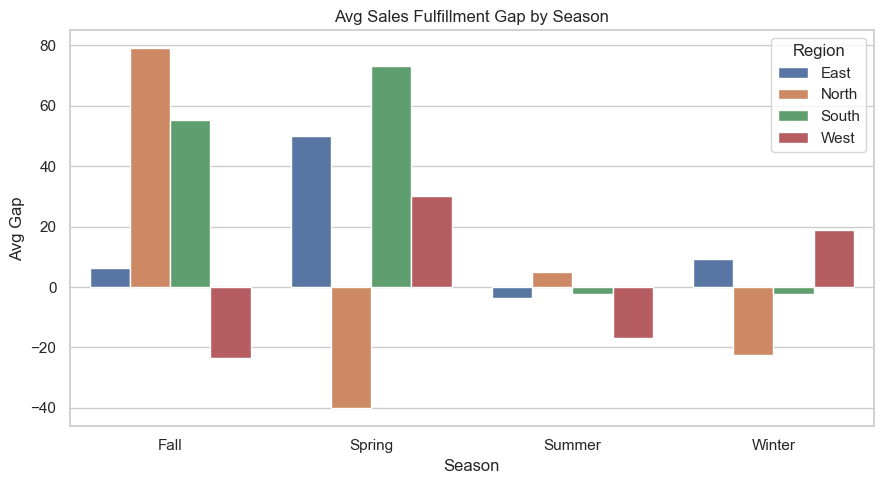 Avg Sales Fulfillment Gap by Season
Region
East
North
South
West
80
60
40
20
0
−20
−40
Avg Gap
Fall Spring Summer Winter
Season